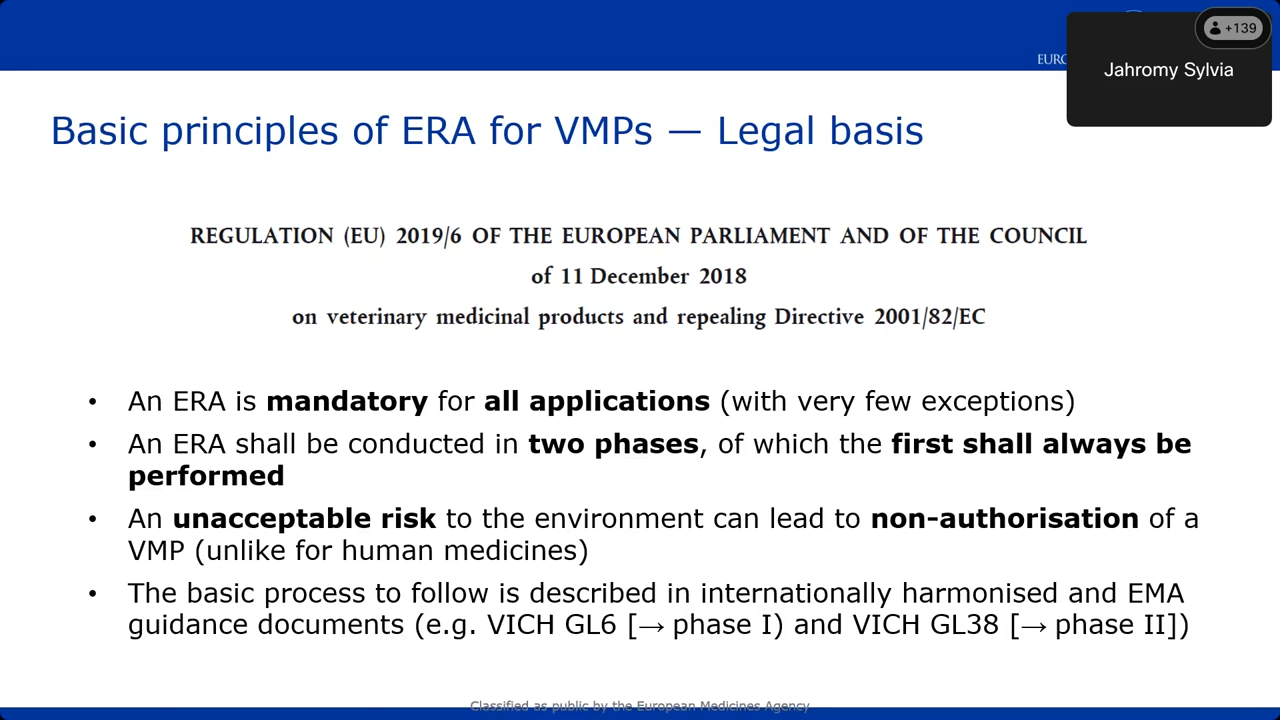 +139
EURO
Jahromy Sylvia
Basic principles of ERA for VMPs — Legal basis
REGULATION (EU) 2019/6 OF THE EUROPEAN PARLIAMENT AND OF THE COUNCIL
of 11 December 2018
on veterinary medicinal products and repealing Directive 2001/82/EC
• An ERA is mandatory for all applications (with very few exceptions)
• An ERA shall be conducted in two phases, of which the first shall always be
performed
• An unacceptable risk to the environment can lead to non-authorisation of a
VMP (unlike for human medicines)
• The basic process to follow is described in internationally harmonised and EMA
guidance documents (e.g. VICH GL6 [→ phase I) and VICH GL38 [→ phase II])
Classified as public by the European Medicines Agency